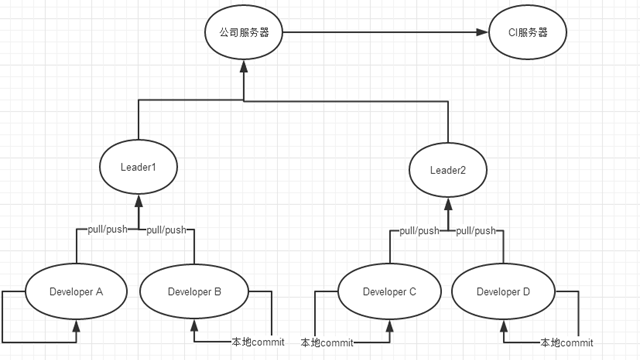 公司服务器
CI服务器
Leader1
Leader2
pull/push
pull/push
pull/push
pull/push
Developer A
Developer B
Developer C
Developer D
本地commit
本地commit
本地commit